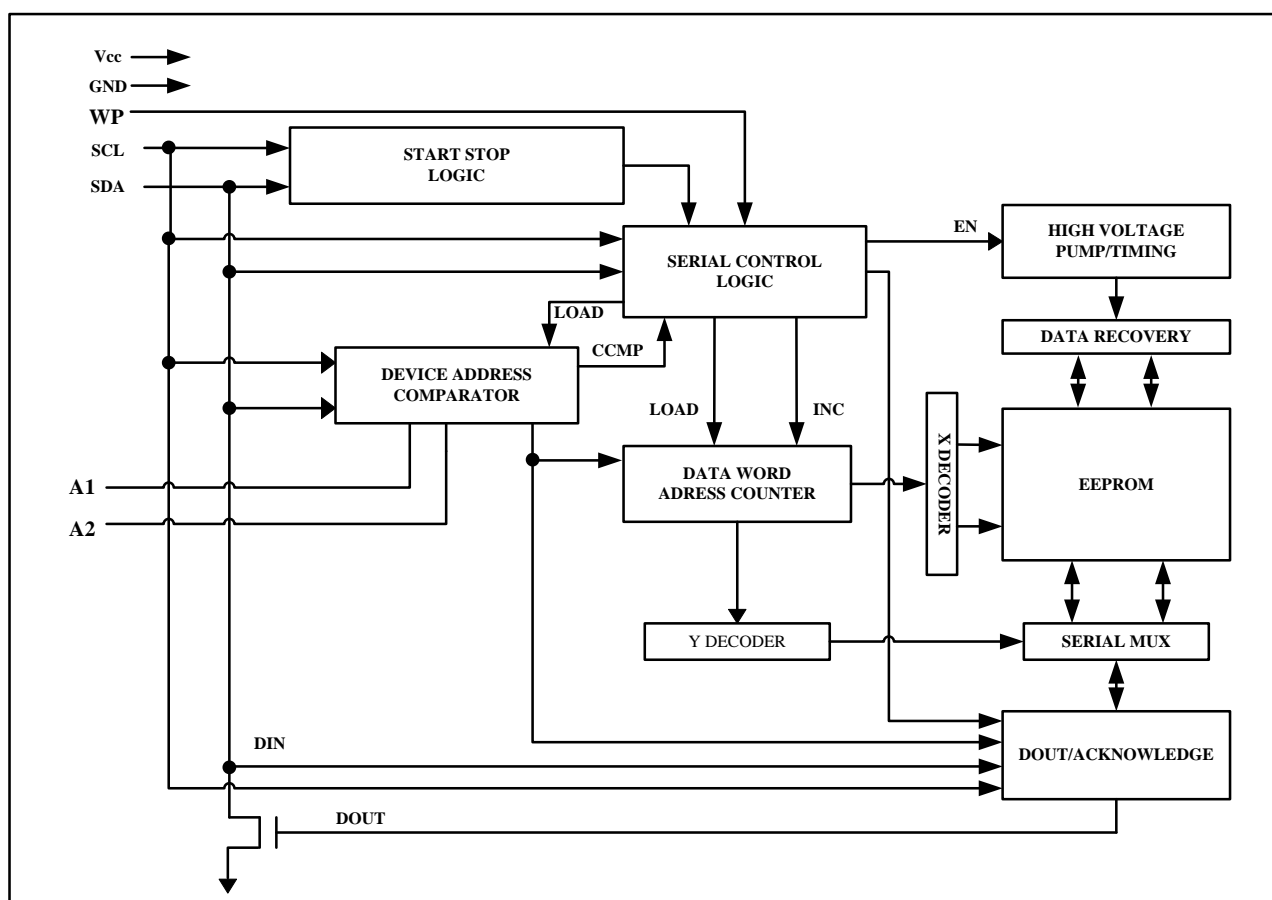 Vcc
GND
WP
SCL
SDA
START STOP
LOGIC
SERIAL CONTROL
LOGIC
EN
HIGH VOLTAGE
PUMP/TIMING
LOAD
CCMP
DATA RECOVERY
DEVICE ADDRESS
COMPARATOR
LOAD
INC
X DECODER
EEPROM
DATA WORD
ADRESS COUNTER
A1
A2
Y DECODER
SERIAL MUX
DIN
DOUT/ACKNOWLEDGE
DOUT